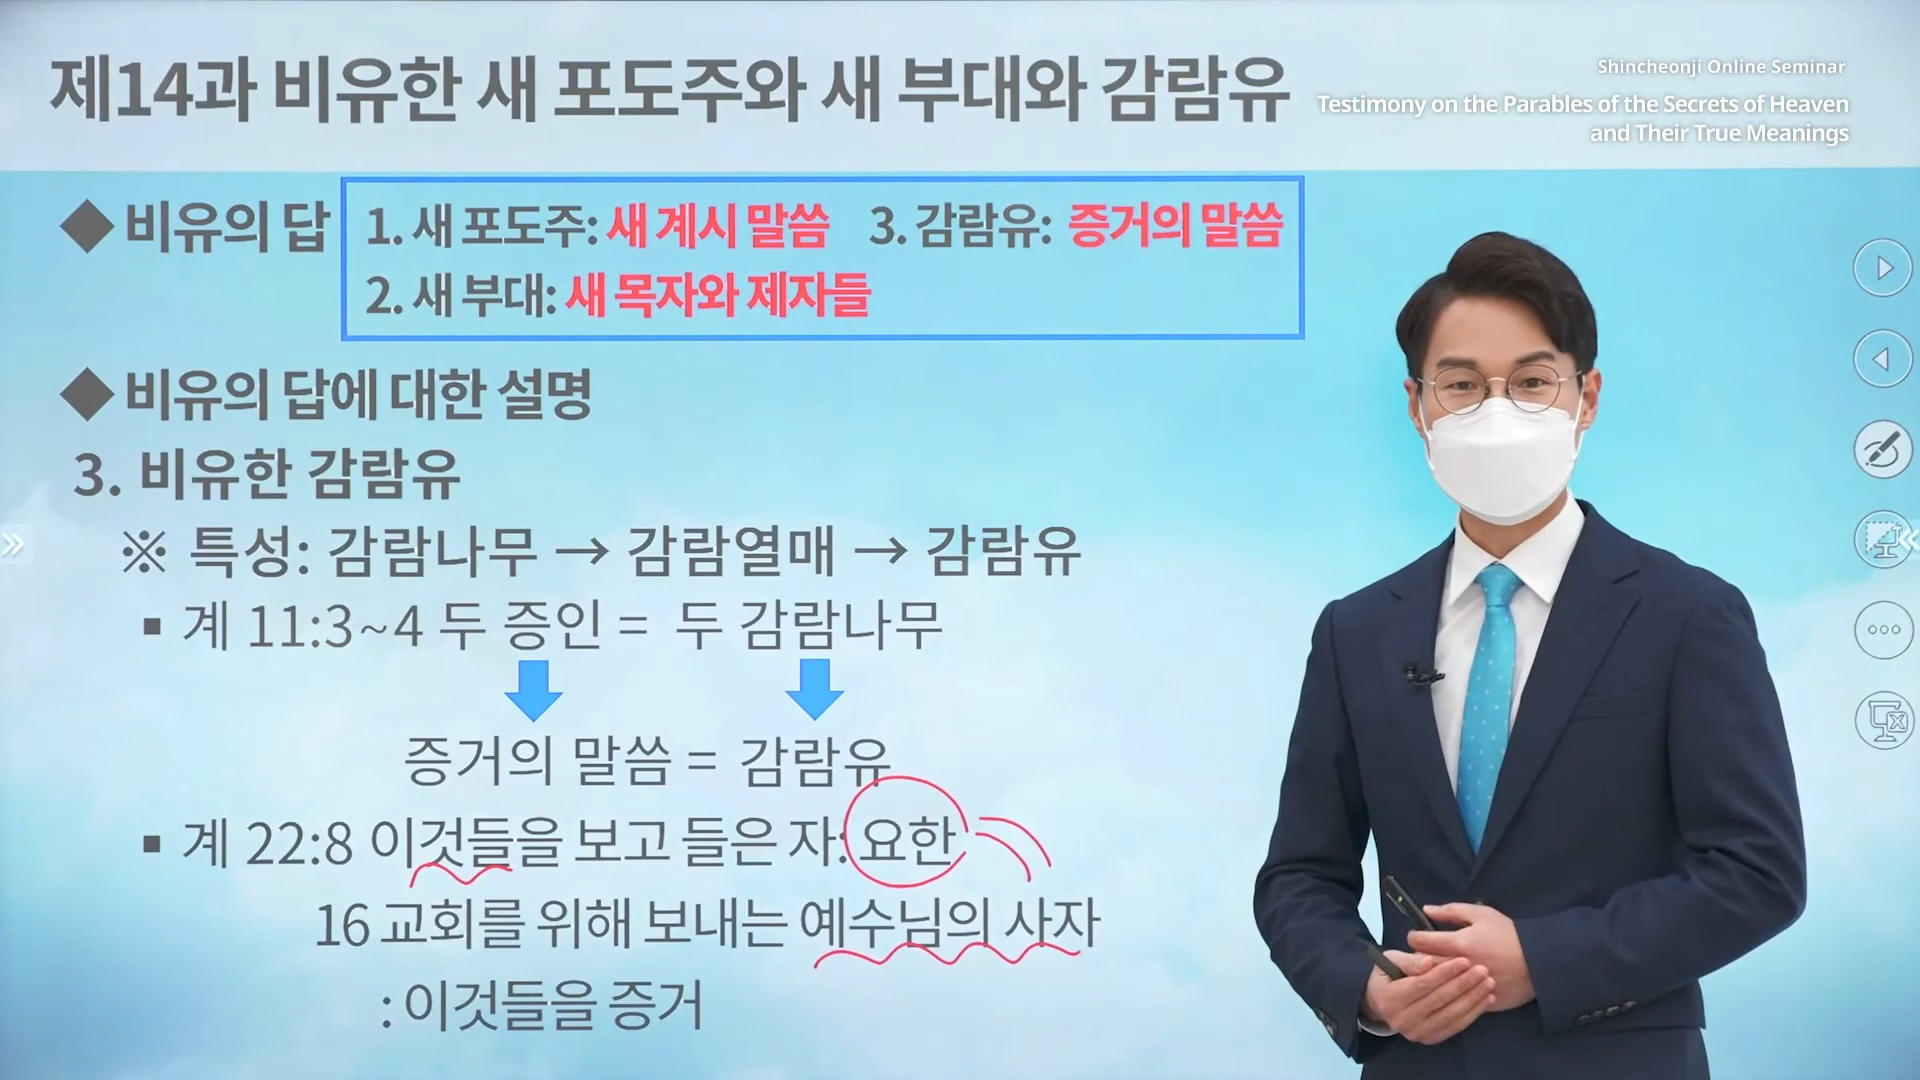 제14과 비유한 새 포도주와 새 부대와 감람유
Shincheonji Online Seminar
Testimony on the Parables of the Secrets of Heaven
and Their True Meanings
◆ 비유의 답
1. 새 포도주: 새 계시 말씀 3. 감람유: 증거의 말씀
2. 새 부대: 새 목자와 제자들
◆ 비유의 답에 대한 설명
3. 비유한 감람유
※ 특성: 감람나무 → 감람열매 → 감람유
▪ 계 11:3~4 두 증인 = 두 감람나무
증거의 말씀 = 감람유
▪ 계 22:8 이것들을 보고 들은 자: 요한
16 교회를 위해 보내는 예수님의 사자
: 이것들을 증거